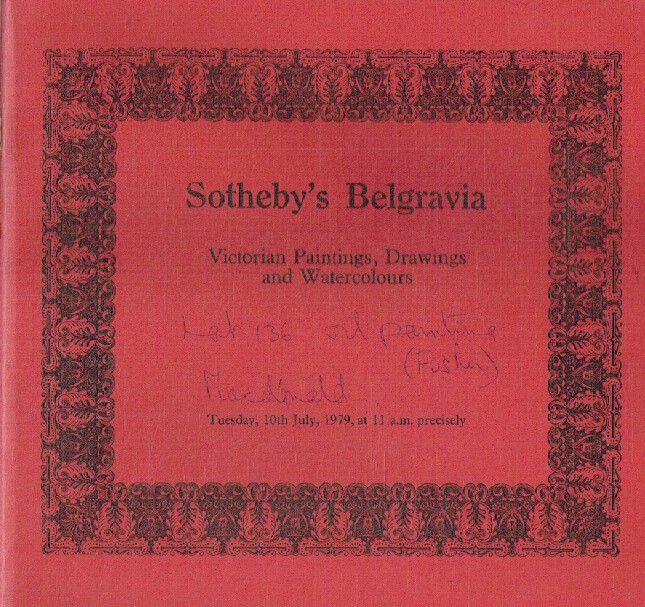 Sotheby's Belgravia
Victorian Paintings, Drawings
and Watercolours
Lot 136 oil painting
(Fisher)
Macdonald
Tuesday, 10th July, 1979, at 11 a.m. precisely